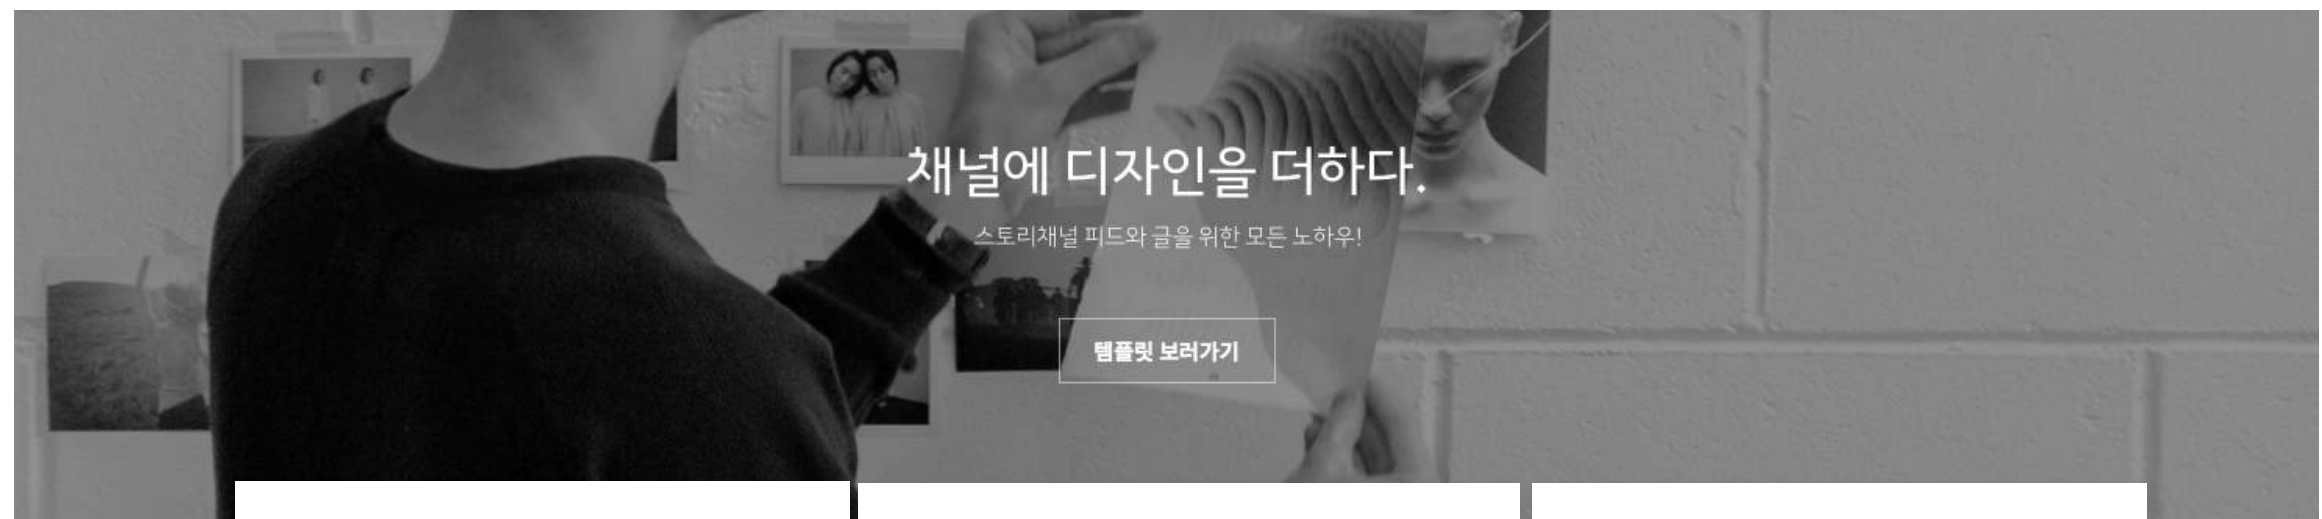 채널에 디자인을 더하다.
스토리채널 피드와 글을 위한 모든 노하우!
템플릿 보러가기